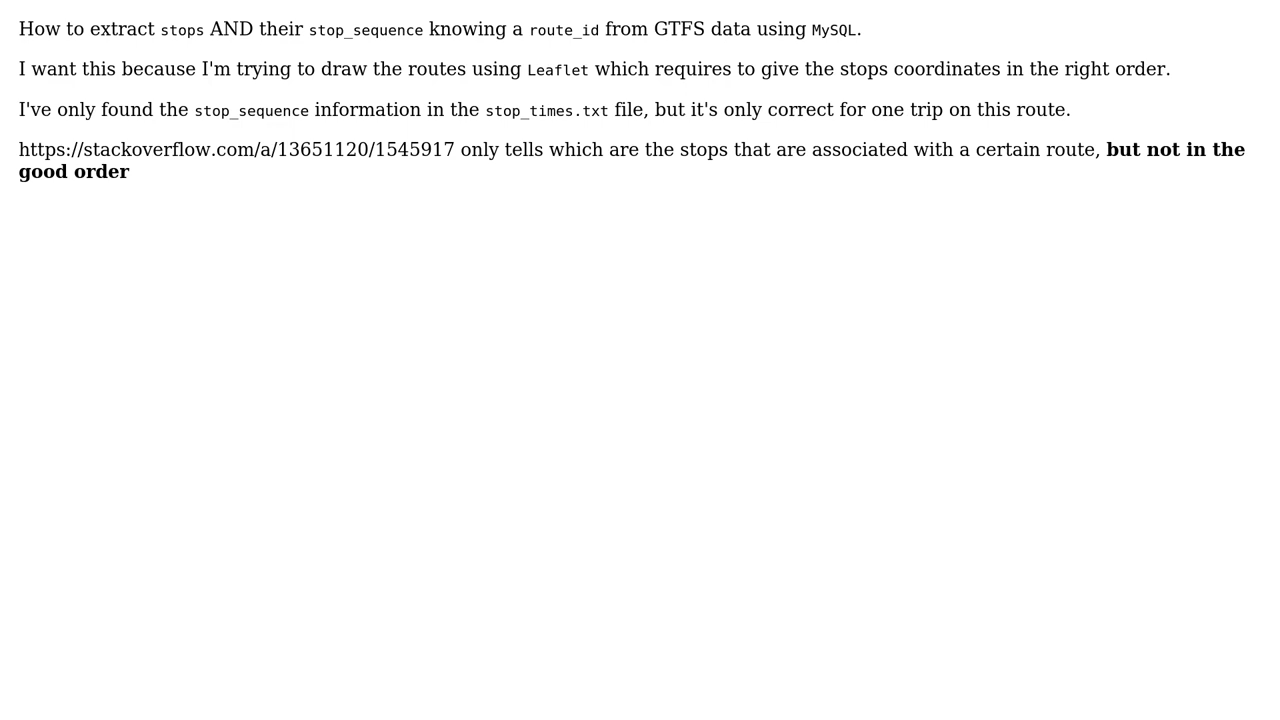 How to extract stops AND their stop_sequence knowing a route_id from GTFS data using MySQL.
I want this because I'm trying to draw the routes using Leaflet which requires to give the stops coordinates in the right order.
I've only found the stop_sequence information in the stop_times.txt file, but it's only correct for one trip on this route.
https://stackoverflow.com/a/13651120/1545917 only tells which are the stops that are associated with a certain route, but not in the
good order